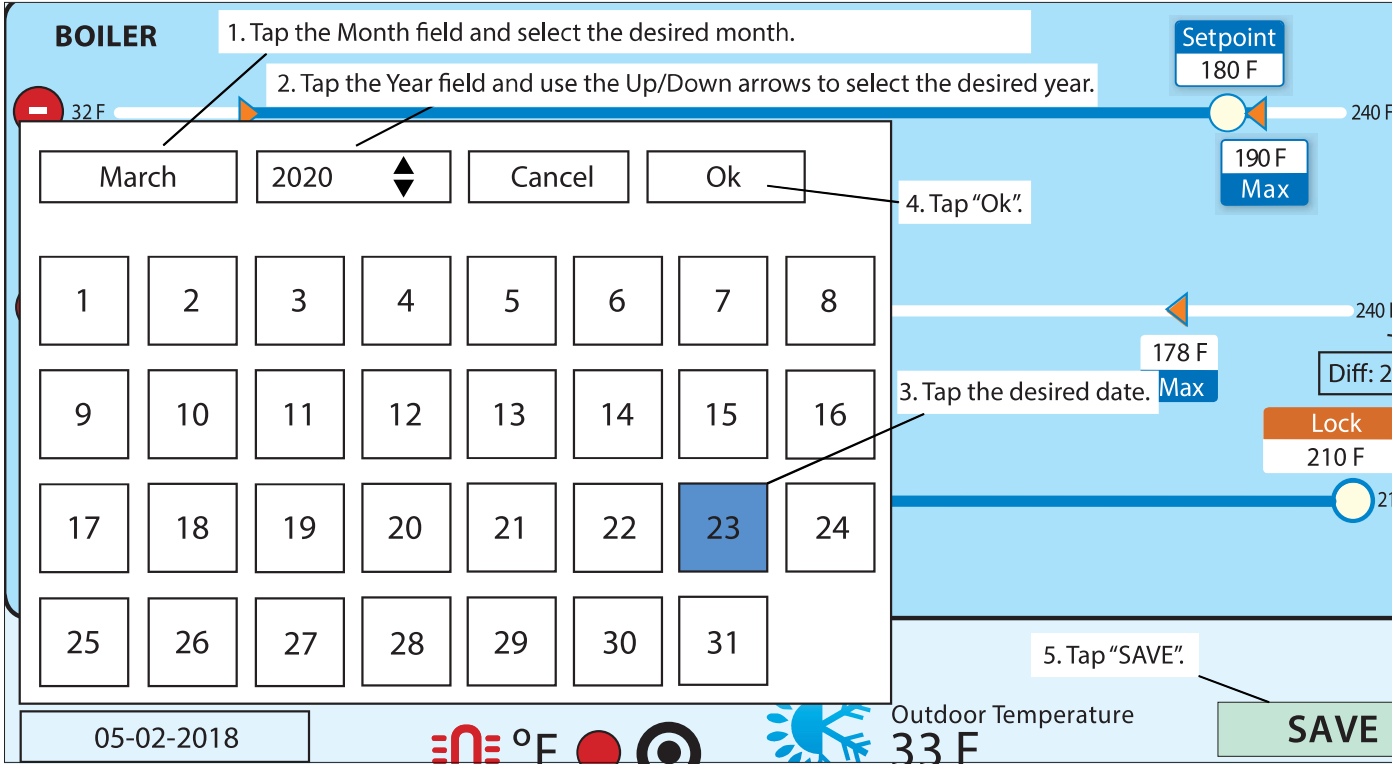 BOILER
1. Tap the Month field and select the desired month.
Setpoint
180 F
2. Tap the Year field and use the Up/Down arrows to select the desired year.
32 F
240 F
190 F
Max
March
2020
Cancel
Ok
4. Tap “Ok”.
1 2 3 4 5 6 7 8
240
178 F
Max
Diff: 2
3. Tap the desired date.
9 10 11 12 13 14 15 16
Lock
210 F
17 18 19 20 21 22 23 24
21
25 26 27 28 29 30 31
5. Tap “SAVE”.
05-02-2018
°F
Outdoor Temperature
33 F
SAVE